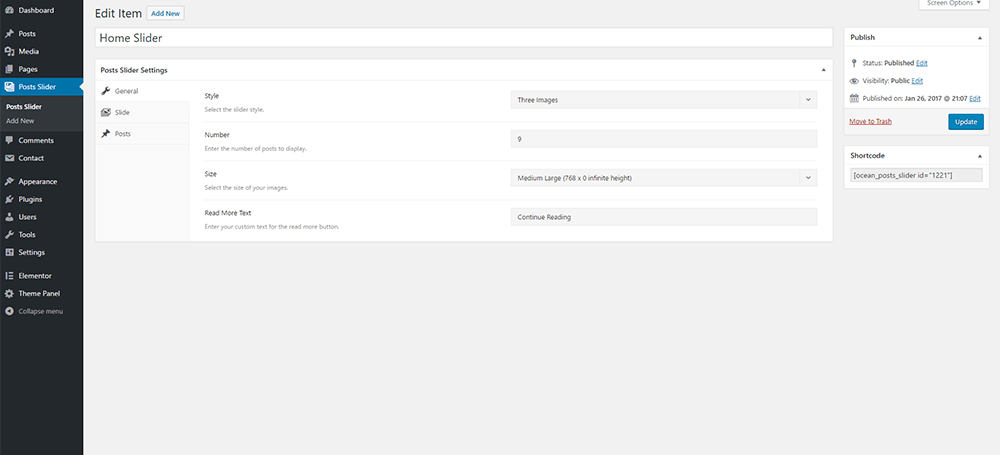 Dashboard
Posts
Media
Pages
Posts Slider
Posts Slider
Add New
Comments
Contact
Appearance
Plugins
Users
Tools
Settings
Elementor
Theme Panel
Collapse menu
Screen Options
Edit Item Add New
Home Slider
Posts Slider Settings
General
Slide
Posts
Style
Select the slider style.
Three Images
Number
Enter the number of posts to display.
9
Size
Select the size of your images.
Medium Large (768 x 0 infinite height)
Read More Text
Enter your custom text for the read more button.
Continue Reading
Publish
Status: Published Edit
Visibility: Public Edit
Published on: Jan 26, 2017 @ 21:07 Edit
Move to Trash
Update
Shortcode
[ocean_posts_slider id="1221"]